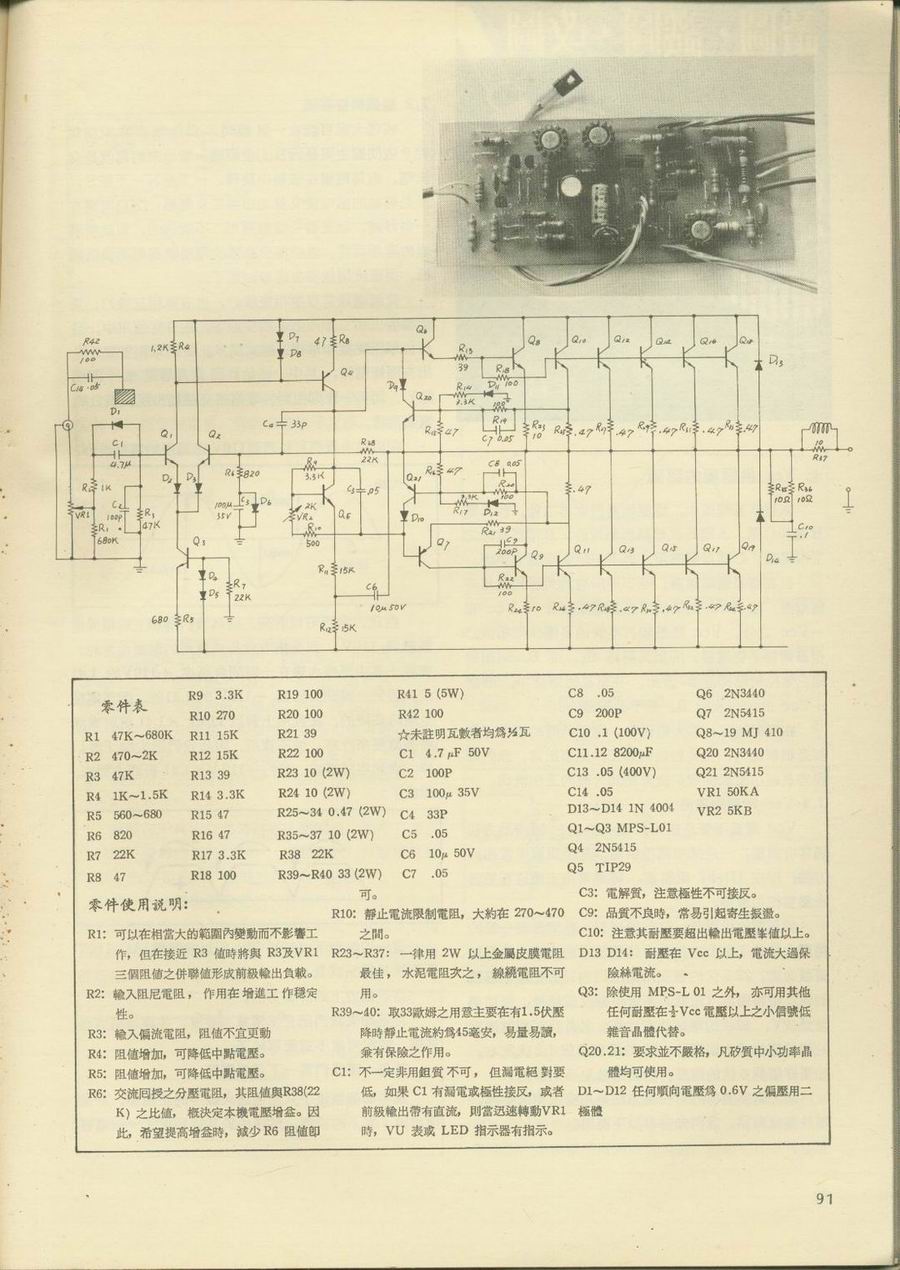 R42
100
C14 .05
D1
C1
4.7μ
R2
1K
C2
100p
R3
47K
VR1
R1
680K
1.2K
R4
Q1
Q2
D2
D3
Q3
D4
D5
R7
22K
680
R5
D7
D8
47
R8
Q4
C4
33p
R38
22K
R6
820
100μ
35V
C3
D6
R9
3.3K
2K
VR2
C5
.05
Q5
R10
500
R11
15K
C6
10μ 50V
R12
15K
Q6
D9
Q20
R13
39
R14
3.3K
D11
R18
100
R19
C7 0.05
R15
47
R16
47
Q21
D10
C8 0.05
R20
100
R17
D12
R21
39
Q7
C9
200P
R22
100
Q8
Q9
R23
10
R24
10
Q10
Q12
Q14
Q16
Q18
.47
.47
.47
.47
.47
.47
Q11
Q13
Q15
Q17
Q19
.47
.47
.47
.47
.47
D13
D14
10
R37
R35
10Ω
R36
10Ω
C10
.1
零件表
R1 47K～680K
R2 470～2K
R3 47K
R4 1K～1.5K
R5 560～680
R6 820
R7 22K
R8 47
R9 3.3K
R10 270
R11 15K
R12 15K
R13 39
R14 3.3K
R15 47
R16 47
R17 3.3K
R18 100
R19 100
R20 100
R21 39
R22 100
R23 10 (2W)
R24 10 (2W)
R25～34 0.47 (2W)
R35～37 10 (2W)
R38 22K
R39～R40 33 (2W)
R41 5 (5W)
R42 100
☆未註明瓦數者均爲½瓦
C1 4.7μF 50V
C2 100P
C3 100μ 35V
C4 33P
C5 .05
C6 10μ 50V
C7 .05
C8 .05
C9 200P
C10 .1 (100V)
C11.12 8200μF
C13 .05 (400V)
C14 .05
D13～D14 1N 4004
Q1～Q3 MPS-L01
Q4 2N5415
Q5 TIP29
Q6 2N3440
Q7 2N5415
Q8～19 MJ 410
Q20 2N3440
Q21 2N5415
VR1 50KA
VR2 5KB
零件使用說明：
R1：可以在相當大的範圍內變動而不影響工
作，但在接近 R3 值時將與 R3及VR1
三個阻值之併聯値形成前級輸出負載。
R2：輸入阻尼電阻，作用在增進工作穩定
性。
R3：輸入偏流電阻，阻值不宜更動
R4：阻值增加，可降低中點電壓。
R5：阻值增加，可降低中點電壓。
R6：交流回授之分壓電阻，其阻值與R38(22
K) 之比值，概決定本機電壓增益。因
此，希望提高增益時，減少 R6 阻值即
可。
R10：靜止電流限制電阻，大約在 270～470
之間。
R23～R37：一律用 2W 以上金屬皮膜電阻
最佳，水泥電阻次之，線繞電阻不可
用。
R39～40：取33歐姆之用意主要在有1.5伏壓
降時靜止電流約爲45毫安，易量易讀，
兼有保險之作用。
C1：不一定非用鉭質不可，但漏電絕對要
低，如果 C1 有漏電或極性接反，或者
前級輸出帶有直流，則當迅速轉動VR1
時，VU 表或 LED 指示器有指示。
C3：電解質，注意極性不可接反。
C9：品質不良時，常易引起寄生振盪。
C10：注意其耐壓要超出輸出電壓峯值以上。
D13 D14：耐壓在 Vcc 以上，電流大過保
險絲電流。
Q3：除使用 MPS-L 01 之外，亦可用其他
任何耐壓在½Vcc電壓以上之小信號低
雜音晶體代替。
Q20.21：要求並不嚴格，凡矽質中小功率晶
體均可使用。
D1～D12 任何順向電壓爲 0.6V 之偏壓用二
極體
91